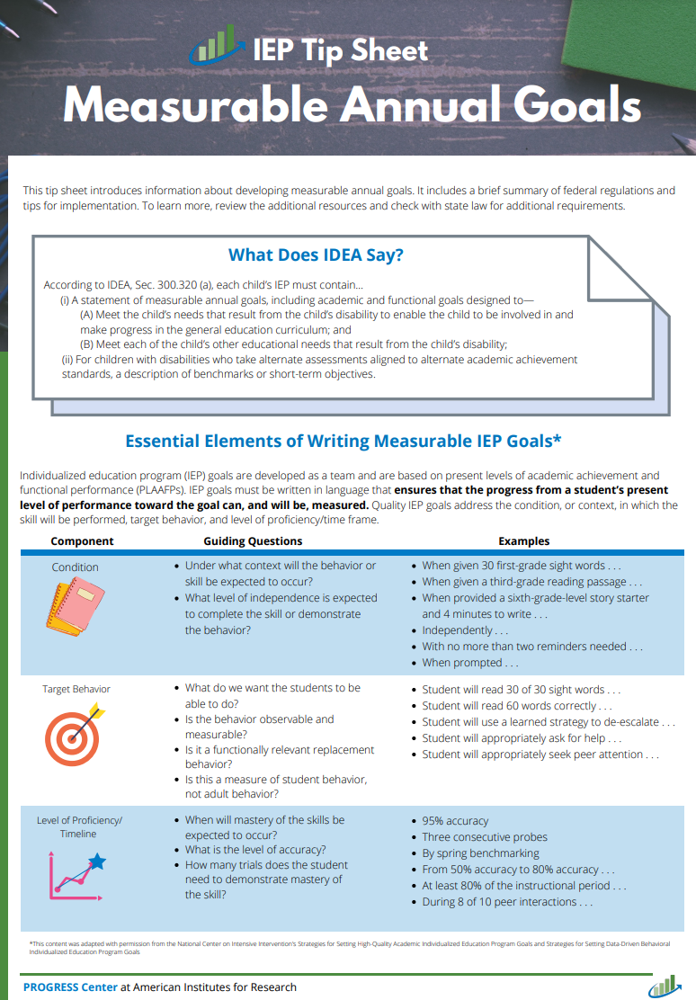 IEP Tip Sheet
Measurable Annual Goals
This tip sheet introduces information about developing measurable annual goals. It includes a brief summary of federal regulations and
tips for implementation. To learn more, review the additional resources and check with state law for additional requirements.
What Does IDEA Say?
According to IDEA, Sec. 300.320 (a), each child's IEP must contain...
(i) A statement of measurable annual goals, including academic and functional goals designed to—
(A) Meet the child's needs that result from the child's disability to enable the child to be involved in and
make progress in the general education curriculum; and
(B) Meet each of the child's other educational needs that result from the child's disability;
(ii) For children with disabilities who take alternate assessments aligned to alternate academic achievement
standards, a description of benchmarks or short-term objectives.
Essential Elements of Writing Measurable IEP Goals*
Individualized education program (IEP) goals are developed as a team and are based on present levels of academic achievement and
functional performance (PLAAFPs). IEP goals must be written in language that ensures that the progress from a student's present
level of performance toward the goal can, and will be, measured. Quality IEP goals address the condition, or context, in which the
skill will be performed, target behavior, and level of proficiency/time frame.
Component Guiding Questions Examples
Condition
• Under what context will the behavior or
skill be expected to occur?
• What level of independence is expected
to complete the skill or demonstrate
the behavior?
• When given 30 first-grade sight words . . .
• When given a third-grade reading passage . . .
• When provided a sixth-grade-level story starter
and 4 minutes to write . . .
• Independently . . .
• With no more than two reminders needed . . .
• When prompted . . .
Target Behavior
• What do we want the students to be
able to do?
• Is the behavior observable and
measurable?
• Is it a functionally relevant replacement
behavior?
• Is this a measure of student behavior,
not adult behavior?
• Student will read 30 of 30 sight words . . .
• Student will read 60 words correctly . . .
• Student will use a learned strategy to de-escalate . . .
• Student will appropriately ask for help . . .
• Student will appropriately seek peer attention . . .
Level of Proficiency/
Timeline
• When will mastery of the skills be
expected to occur?
• What is the level of accuracy?
• How many trials does the student
need to demonstrate mastery of
the skill?
• 95% accuracy
• Three consecutive probes
• By spring benchmarking
• From 50% accuracy to 80% accuracy . . .
• At least 80% of the instructional period . . .
• During 8 of 10 peer interactions . . .
*This content was adapted with permission from the National Center on Intensive Intervention's Strategies for Setting High-Quality Academic Individualized Education Program Goals and Strategies for Setting Data-Driven Behavioral
Individualized Education Program Goals
PROGRESS Center at American Institutes for Research